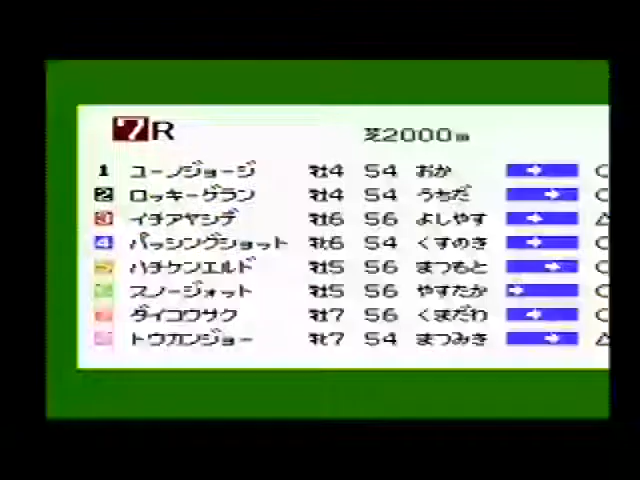 7R 芝2000m
1 ユーノジョージ 牡4 54 おか → ○
2 ロッキーグラン 牡4 54 うちだ → ○
3 イチアヤシゲ 牡6 56 よしやす → △
4 パッシングショット 牝6 54 くすのき → ○
5 ハチケンエルド 牡5 56 まつもと → ○
6 スノージェット 牡5 56 やすたか → ○
7 ダイコウサク 牡7 56 くまだわ → ○
8 トウカンジョー 牝7 54 まつみき → △